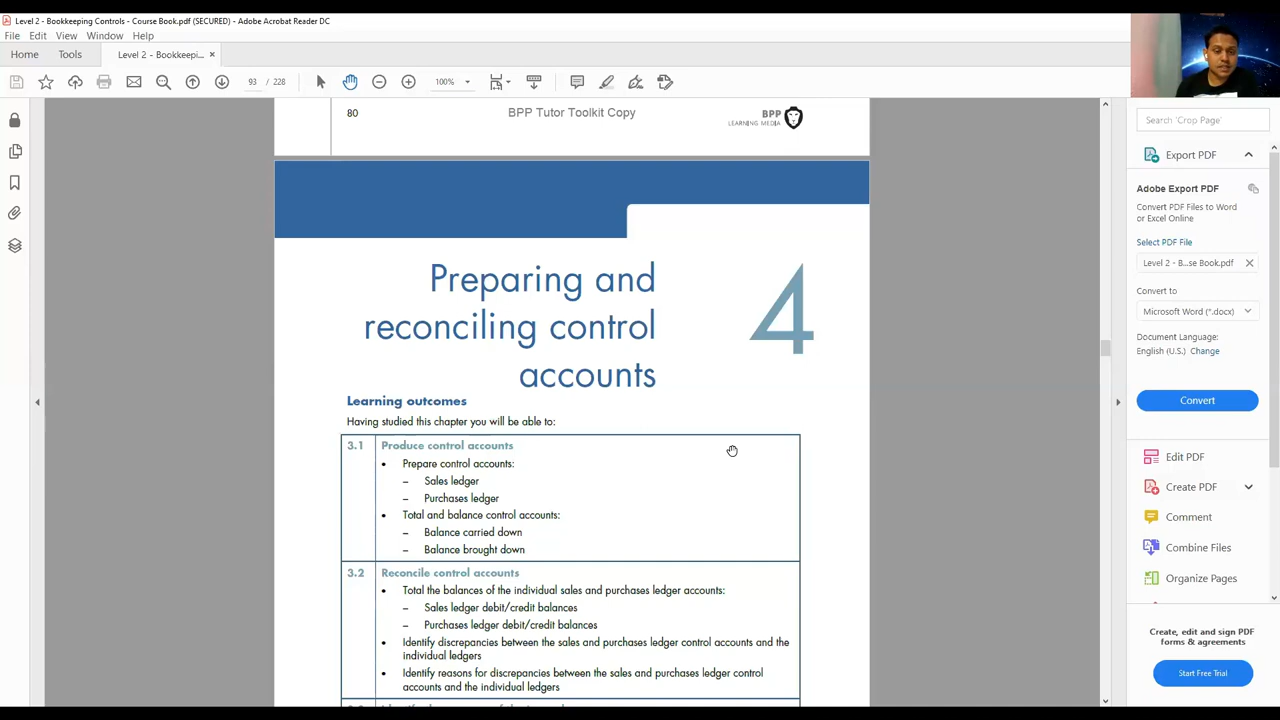 Level 2 - Bookkeeping Controls - Course Book.pdf (SECURED) - Adobe Acrobat Reader DC
File Edit View Window Help
Home Tools Level 2 - Bookkeepi... ×
93 / 228 100%
80 BPP Tutor Toolkit Copy BPP
LEARNING MEDIA
Preparing and
reconciling control
accounts
4
Learning outcomes
Having studied this chapter you will be able to:
3.1 Produce control accounts
• Prepare control accounts:
– Sales ledger
– Purchases ledger
• Total and balance control accounts:
– Balance carried down
– Balance brought down
3.2 Reconcile control accounts
• Total the balances of the individual sales and purchases ledger accounts:
– Sales ledger debit/credit balances
– Purchases ledger debit/credit balances
• Identify discrepancies between the sales and purchases ledger control accounts and the
individual ledgers
• Identify reasons for discrepancies between the sales and purchases ledger control
accounts and the individual ledgers
Search 'Crop Page'
Export PDF
Adobe Export PDF
Convert PDF Files to Word
or Excel Online
Select PDF File
Level 2 - B...se Book.pdf
Convert to
Microsoft Word (*.docx)
Document Language:
English (U.S.) Change
Convert
Edit PDF
Create PDF
Comment
Combine Files
Organize Pages
Create, edit and sign PDF
forms & agreements
Start Free Trial